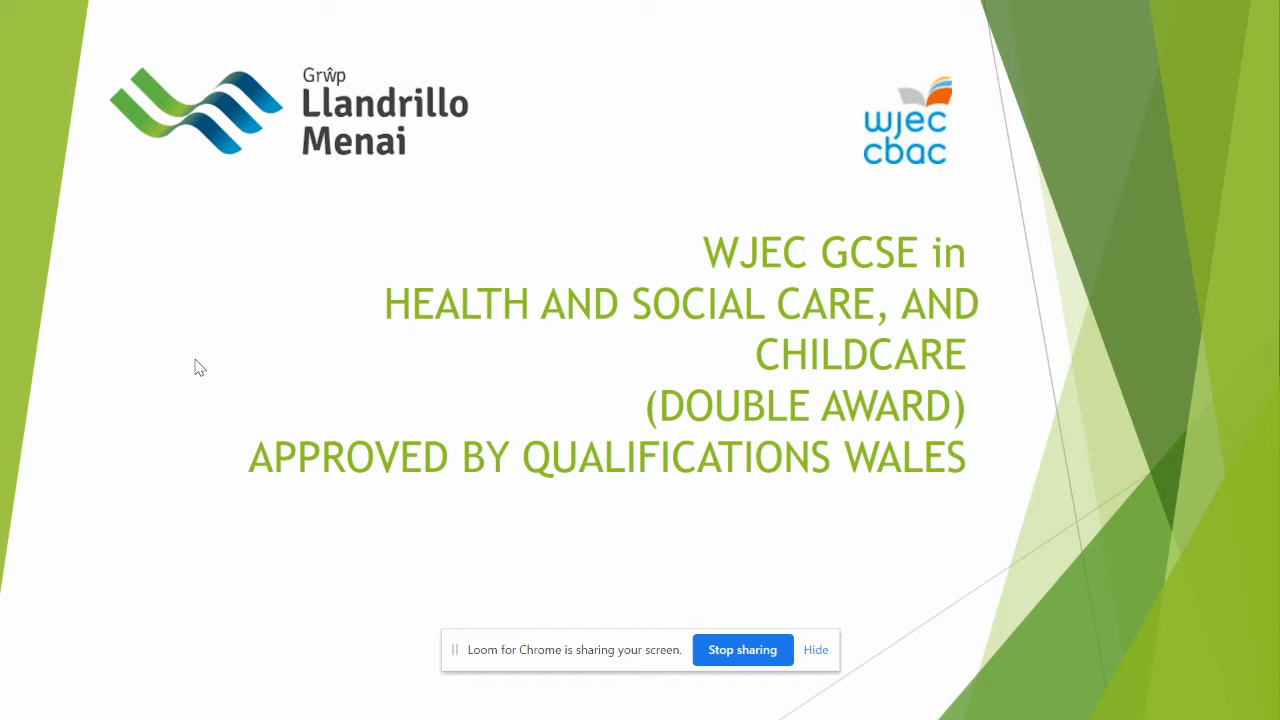 Grŵp
Llandrillo
Menai
wjec
cbac
WJEC GCSE in
HEALTH AND SOCIAL CARE, AND
CHILDCARE
(DOUBLE AWARD)
APPROVED BY QUALIFICATIONS WALES
Loom for Chrome is sharing your screen. Stop sharing Hide